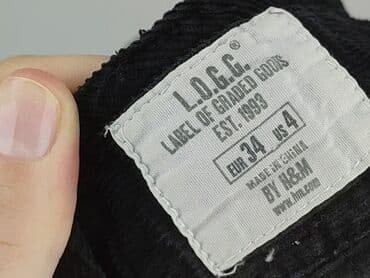 L.O.G.G.®
LABEL OF GRADED GOODS
EST. 1993
EUR 34 US 4
MADE IN CHINA
BY H&M
www.hm.com